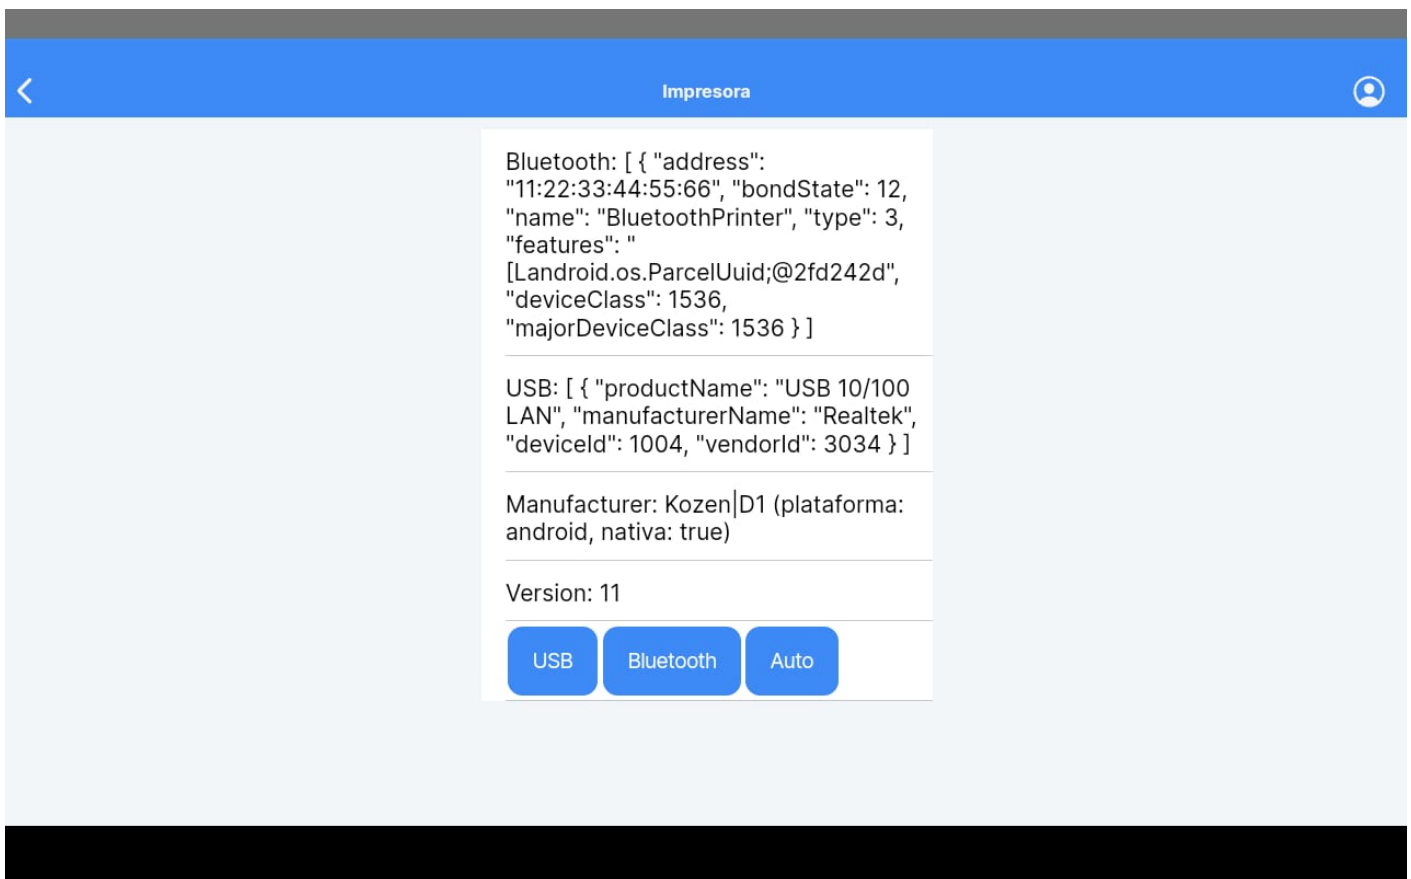 Impresora
Bluetooth: [ { "address":
"11:22:33:44:55:66", "bondState": 12,
"name": "BluetoothPrinter", "type": 3,
"features": "
[Landroid.os.ParcelUuid;@2fd242d",
"deviceClass": 1536,
"majorDeviceClass": 1536 } ]
USB: [ { "productName": "USB 10/100
LAN", "manufacturerName": "Realtek",
"deviceId": 1004, "vendorId": 3034 } ]
Manufacturer: Kozen|D1 (plataforma:
android, nativa: true)
Version: 11
USB Bluetooth Auto